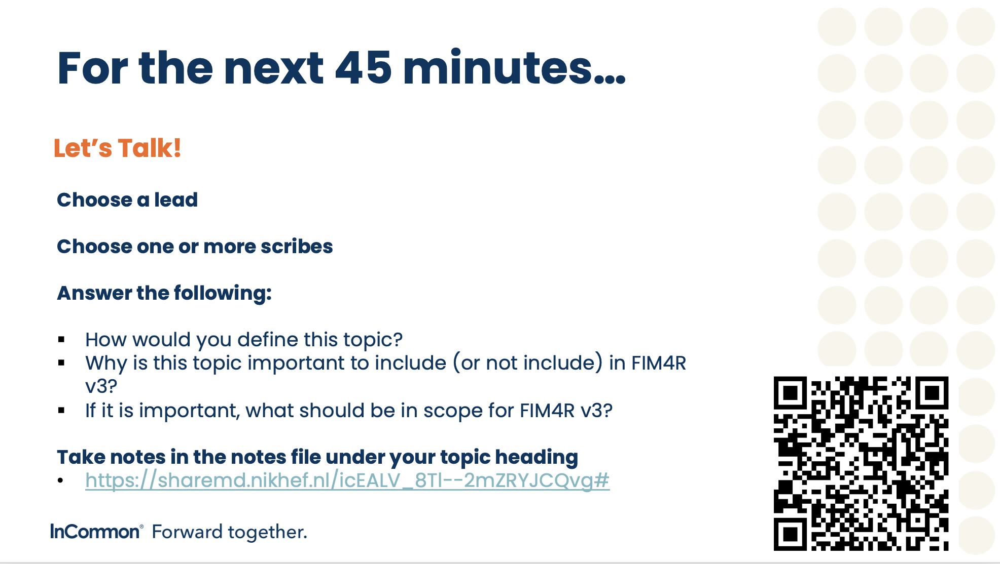 For the next 45 minutes...
Let’s Talk!
Choose a lead
Choose one or more scribes
Answer the following:
▪ How would you define this topic?
▪ Why is this topic important to include (or not include) in FIM4R
v3?
▪ If it is important, what should be in scope for FIM4R v3?
Take notes in the notes file under your topic heading
• https://sharemd.nikhef.nl/icEALV_8Tl--2mZRYJCQvg#
InCommon® Forward together.